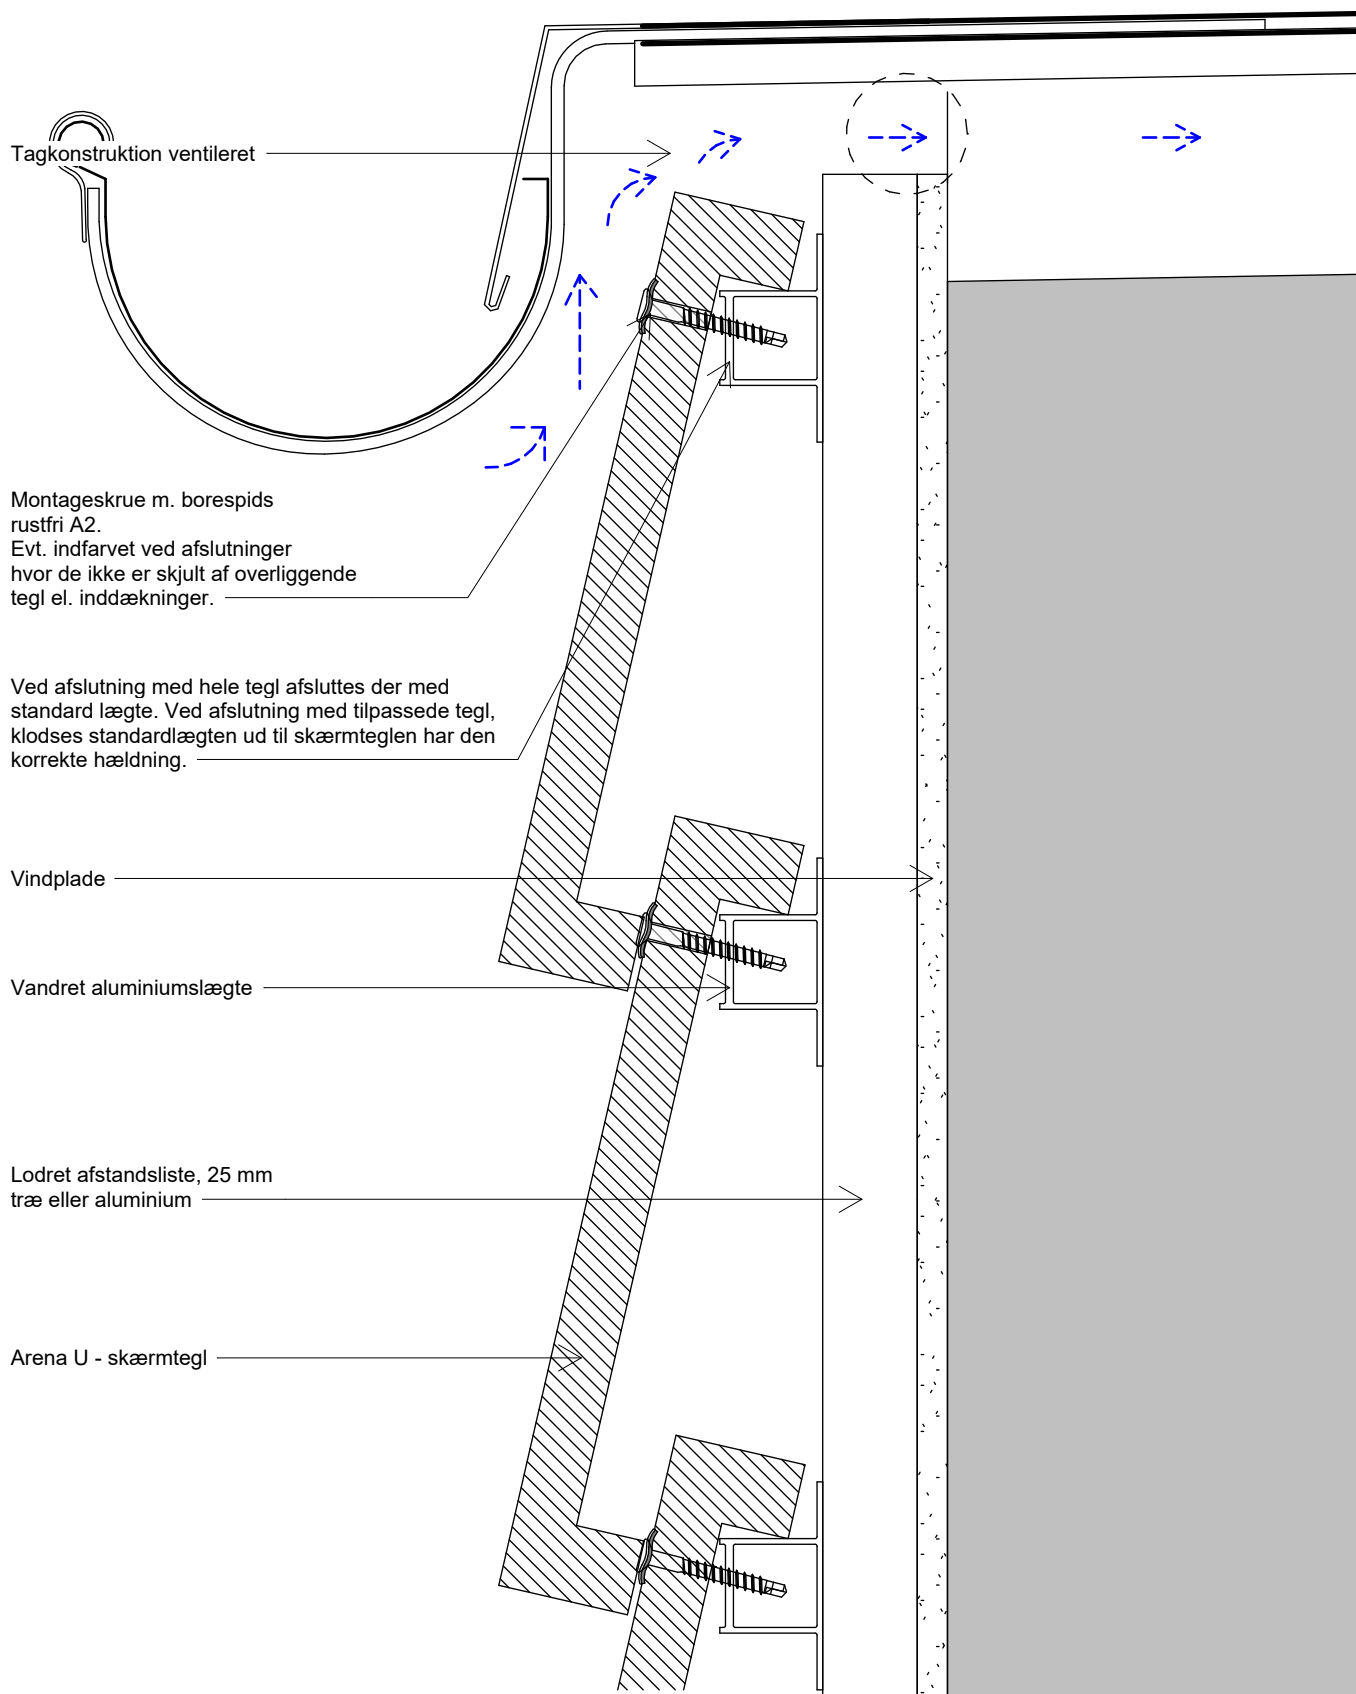 Tagkonstruktion ventileret
Montageskrue m. borespids
rustfri A2.
Evt. indfarvet ved afslutninger
hvor de ikke er skjult af overliggende
tegl el. inddækninger.
Ved afslutning med hele tegl afsluttes der med
standard lægte. Ved afslutning med tilpassede tegl,
klodses standardlægten ud til skærmteglen har den
korrekte hældning.
Vindplade
Vandret aluminiumslægte
Lodret afstandsliste, 25 mm
træ eller aluminium
Arena U - skærmtegl